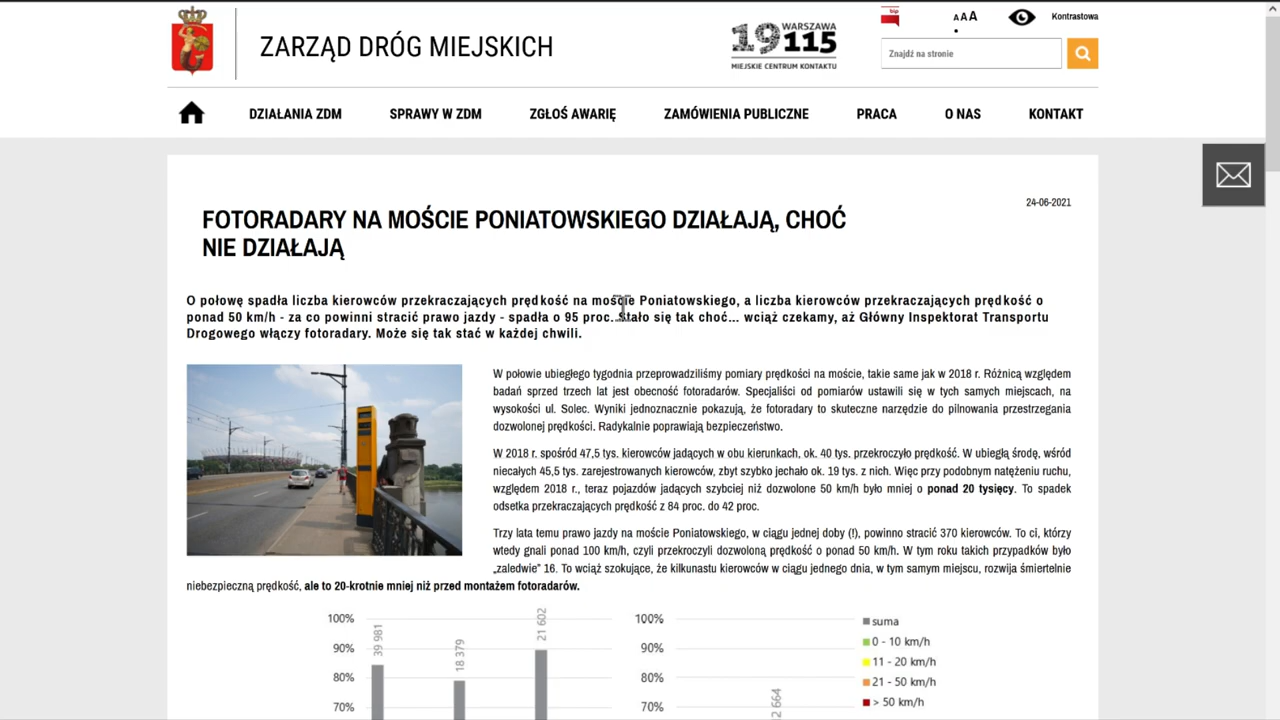 ZARZĄD DRÓG MIEJSKICH
19115 WARSZAWA
MIEJSKIE CENTRUM KONTAKTU
bip
A A A
Kontrastowa
Znajdź na stronie
DZIAŁANIA ZDM SPRAWY W ZDM ZGŁOŚ AWARIĘ ZAMÓWIENIA PUBLICZNE PRACA O NAS KONTAKT
24-06-2021
FOTORADARY NA MOŚCIE PONIATOWSKIEGO DZIAŁAJĄ, CHOĆ
NIE DZIAŁAJĄ
O połowę spadła liczba kierowców przekraczających prędkość na moście Poniatowskiego, a liczba kierowców przekraczających prędkość o
ponad 50 km/h - za co powinni stracić prawo jazdy - spadła o 95 proc. Stało się tak choć... wciąż czekamy, aż Główny Inspektorat Transportu
Drogowego włączy fotoradary. Może się tak stać w każdej chwili.
W połowie ubiegłego tygodnia przeprowadziliśmy pomiary prędkości na moście, takie same jak w 2018 r. Różnicą względem
badań sprzed trzech lat jest obecność fotoradarów. Specjaliści od pomiarów ustawili się w tych samych miejscach, na
wysokości ul. Solec. Wyniki jednoznacznie pokazują, że fotoradary to skuteczne narzędzie do pilnowania przestrzegania
dozwolonej prędkości. Radykalnie poprawiają bezpieczeństwo.
W 2018 r. spośród 47,5 tys. kierowców jadących w obu kierunkach, ok. 40 tys. przekroczyło prędkość. W ubiegłą środę, wśród
niecałych 45,5 tys. zarejestrowanych kierowców, zbyt szybko jechało ok. 19 tys. z nich. Więc przy podobnym natężeniu ruchu,
względem 2018 r., teraz pojazdów jadących szybciej niż dozwolone 50 km/h było mniej o ponad 20 tysięcy. To spadek
odsetka przekraczających prędkość z 84 proc. do 42 proc.
Trzy lata temu prawo jazdy na moście Poniatowskiego, w ciągu jednej doby (!), powinno stracić 370 kierowców. To ci, którzy
wtedy gnali ponad 100 km/h, czyli przekroczyli dozwoloną prędkość o ponad 50 km/h. W tym roku takich przypadków było
„zaledwie” 16. To wciąż szokujące, że kilkunastu kierowców w ciągu jednego dnia, w tym samym miejscu, rozwija śmiertelnie
niebezpieczną prędkość, ale to 20-krotnie mniej niż przed montażem fotoradarów.
100%
90%
80%
70%
39 981
18 379
21 602
100%
90%
80%
70%
2 664
suma
0 - 10 km/h
11 - 20 km/h
21 - 50 km/h
> 50 km/h